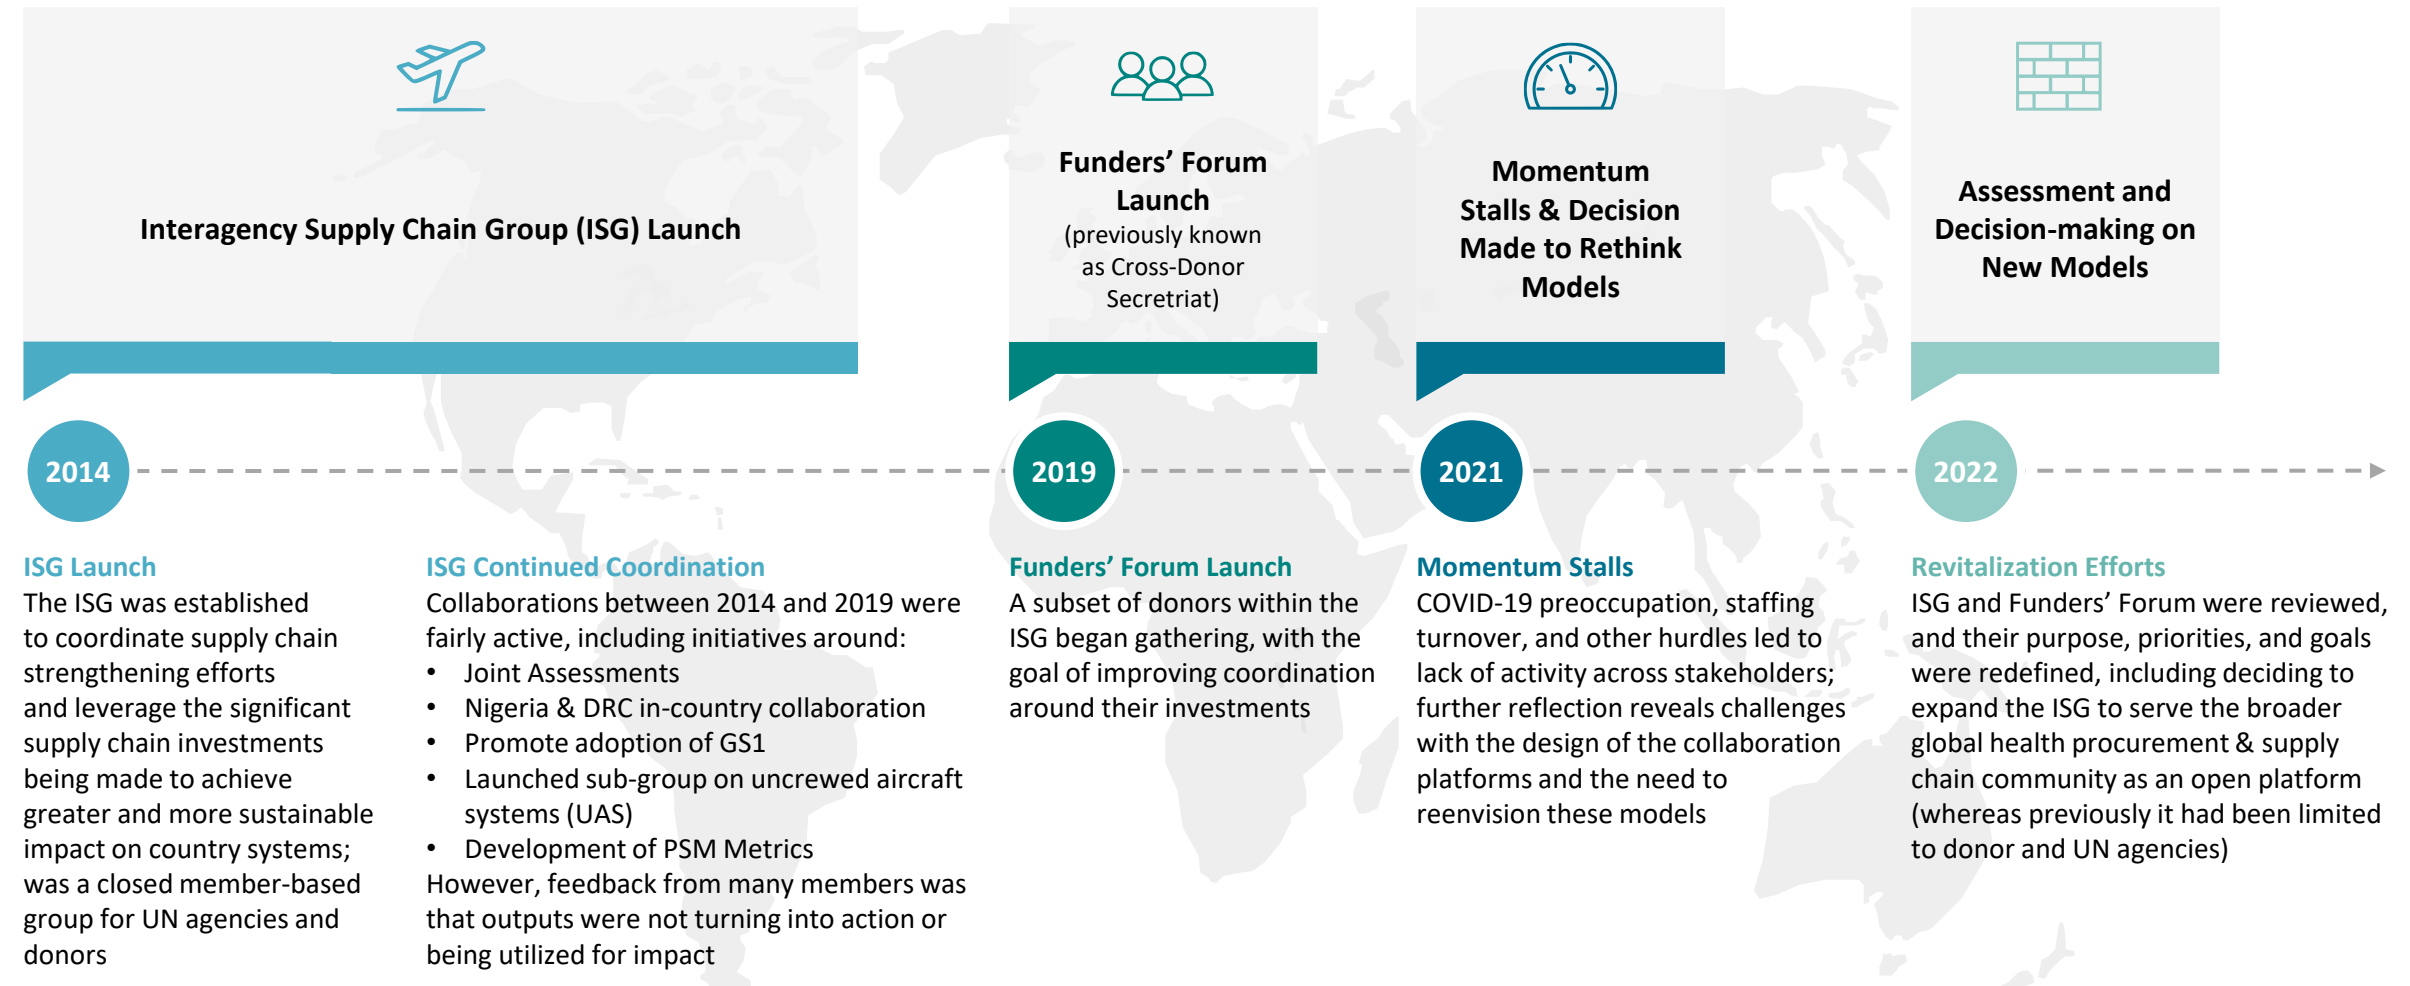 Interagency Supply Chain Group (ISG) Launch
Funders’ Forum
Launch
(previously known
as Cross-Donor
Secretriat)
Momentum
Stalls & Decision
Made to Rethink
Models
Assessment and
Decision-making on
New Models
2014
2019
2021
2022
ISG Launch
The ISG was established
to coordinate supply chain
strengthening efforts
and leverage the significant
supply chain investments
being made to achieve
greater and more sustainable
impact on country systems;
was a closed member-based
group for UN agencies and
donors
ISG Continued Coordination
Collaborations between 2014 and 2019 were
fairly active, including initiatives around:
• Joint Assessments
• Nigeria & DRC in-country collaboration
• Promote adoption of GS1
• Launched sub-group on uncrewed aircraft
systems (UAS)
• Development of PSM Metrics
However, feedback from many members was
that outputs were not turning into action or
being utilized for impact
Funders’ Forum Launch
A subset of donors within the
ISG began gathering, with the
goal of improving coordination
around their investments
Momentum Stalls
COVID-19 preoccupation, staffing
turnover, and other hurdles led to
lack of activity across stakeholders;
further reflection reveals challenges
with the design of the collaboration
platforms and the need to
reenvision these models
Revitalization Efforts
ISG and Funders’ Forum were reviewed,
and their purpose, priorities, and goals
were redefined, including deciding to
expand the ISG to serve the broader
global health procurement & supply
chain community as an open platform
(whereas previously it had been limited
to donor and UN agencies)